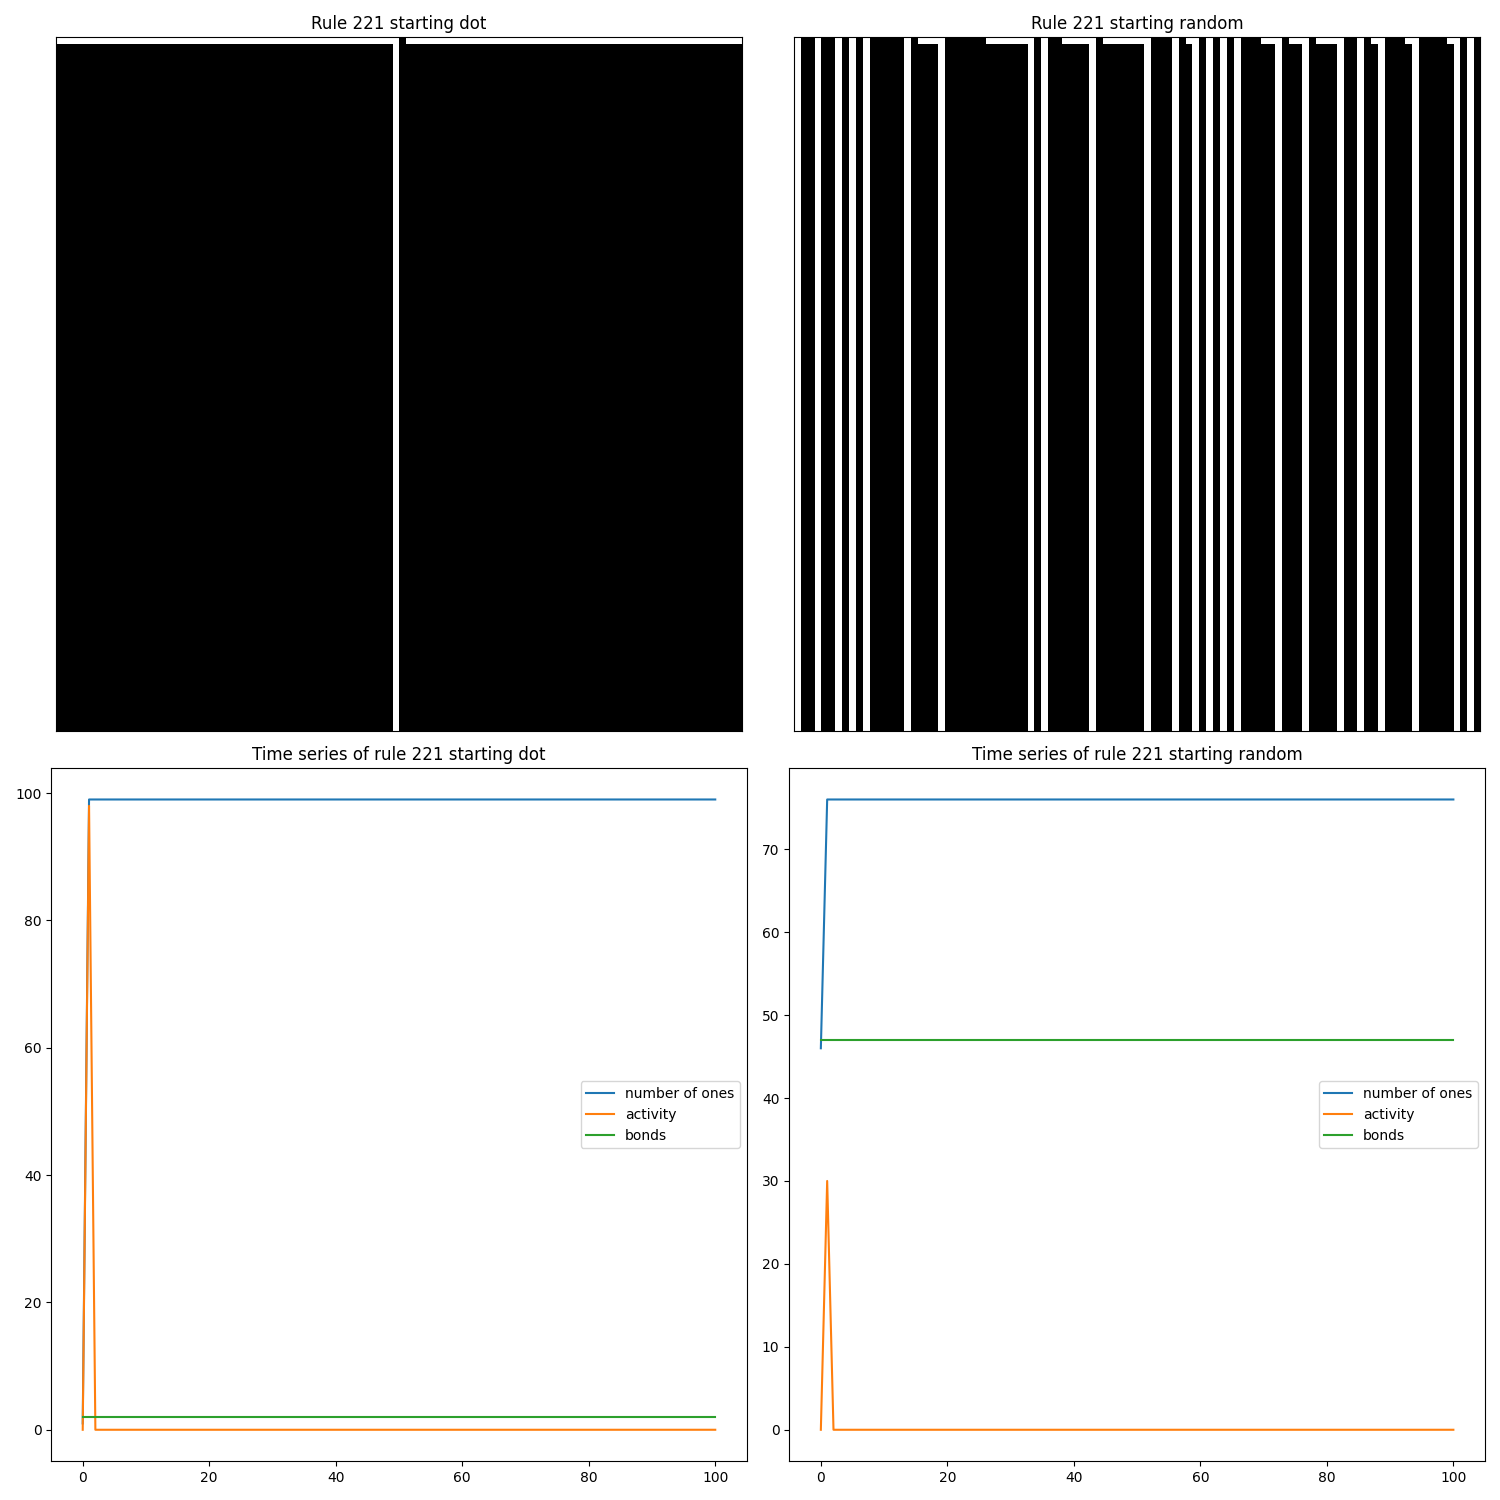 Rule 221 starting dot
Rule 221 starting random
Time series of rule 221 starting dot
100
80
60
40
20
0
number of ones
activity
bonds
0 20 40 60 80 100
Time series of rule 221 starting random
70
60
50
40
30
20
10
0
number of ones
activity
bonds
0 20 40 60 80 100